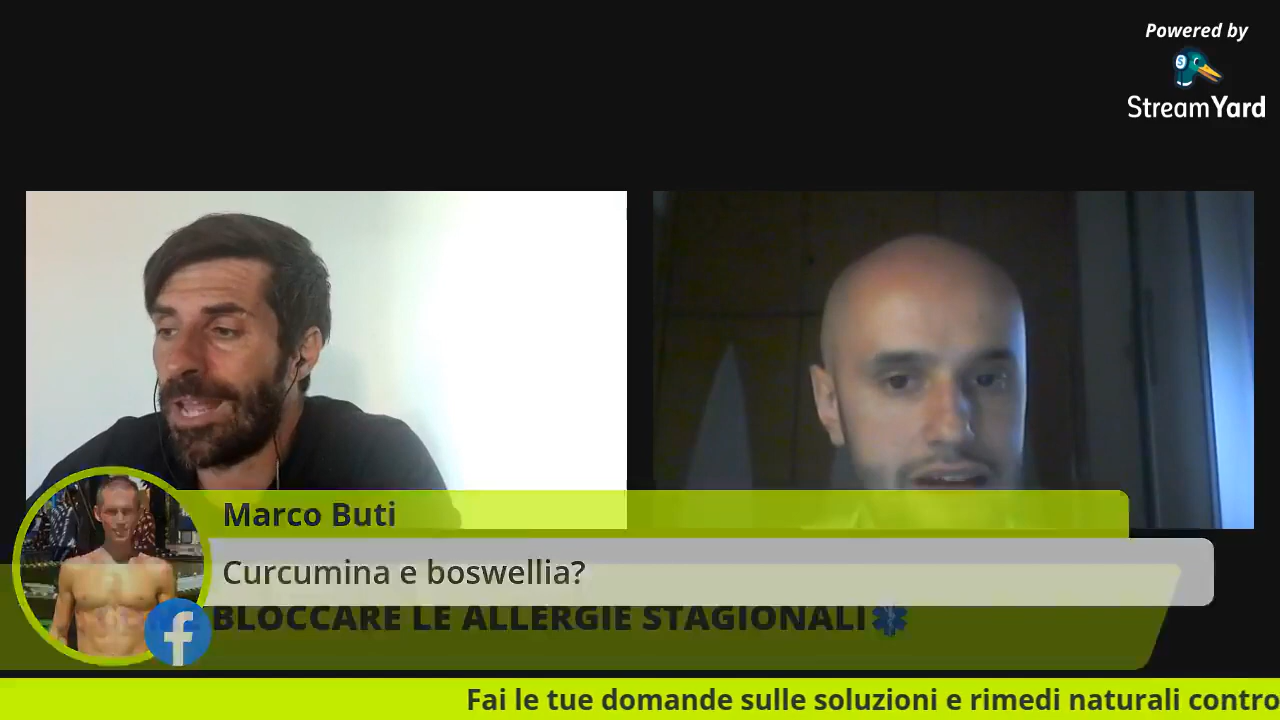 Powered by
StreamYard
Marco Buti
Curcumina e boswellia?
BLOCCARE LE ALLERGIE STAGIONALI
Fai le tue domande sulle soluzioni e rimedi naturali contro